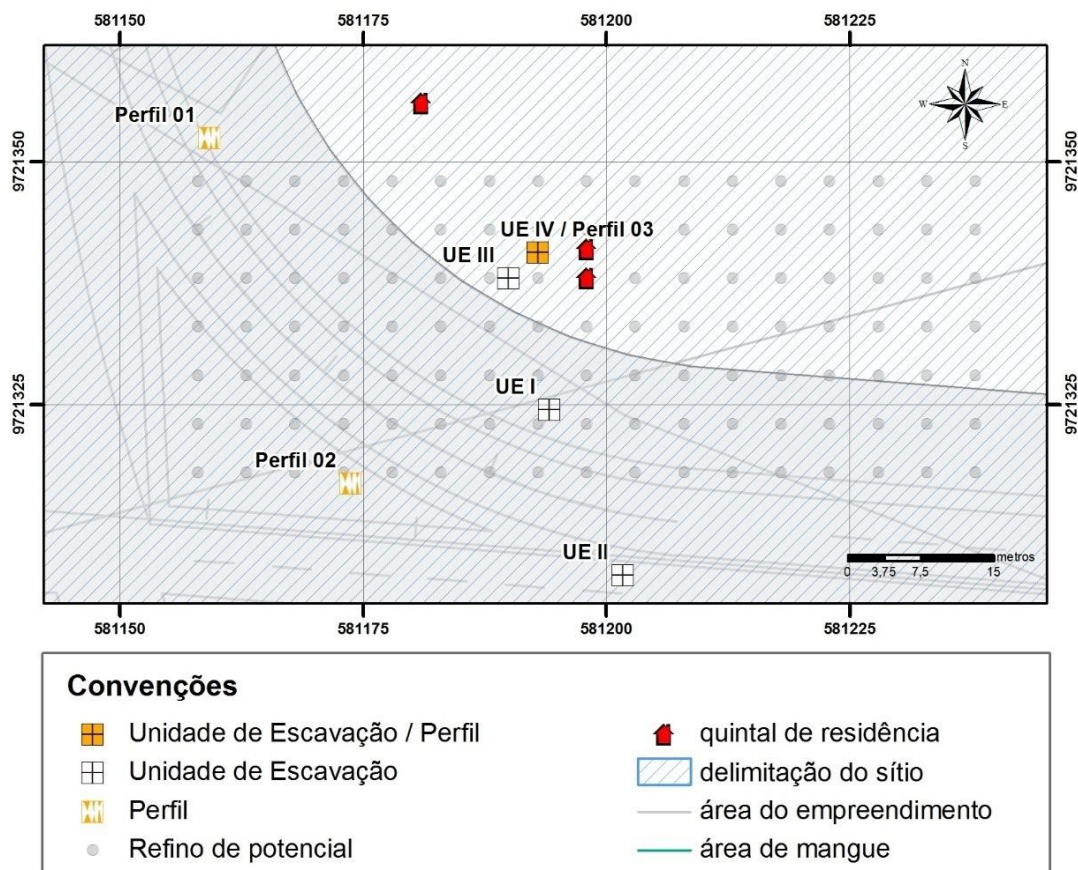 581150 581175 581200 581225
N
W E
S
Perfil 01
9721350 9721350
UE IV / Perfil 03
UE III
UE I
9721325 9721325
Perfil 02
UE II
metros
0 3,75 7,5 15
581150 581175 581200 581225
Convenções
Unidade de Escavação / Perfil
Unidade de Escavação
Perfil
Refino de potencial
quintal de residência
delimitação do sítio
área do empreendimento
área de mangue